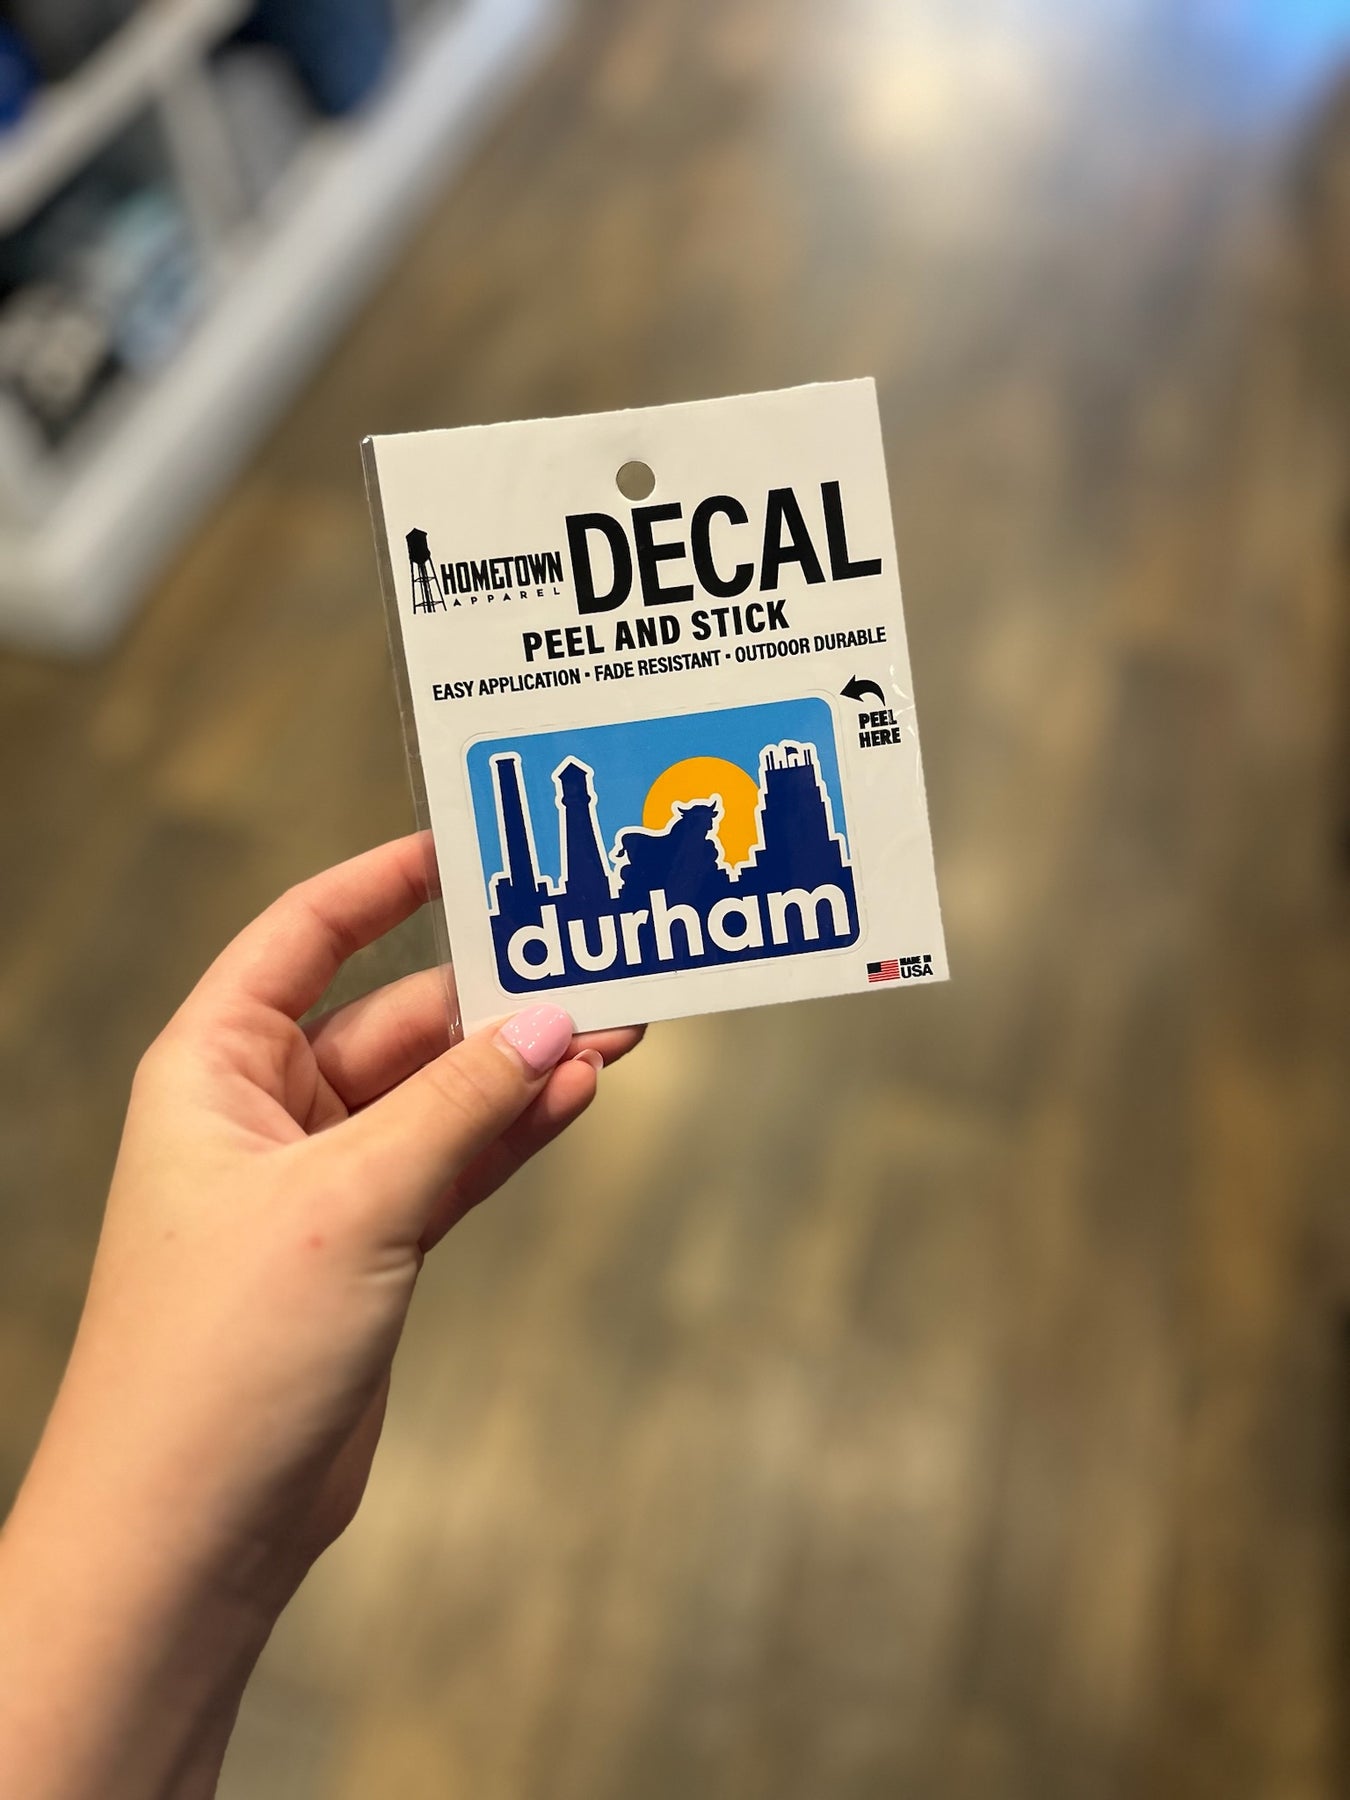 DECAL
HOMETOWN
APPAREL
PEEL AND STICK
EASY APPLICATION • FADE RESISTANT • OUTDOOR DURABLE
PEEL
HERE
durham
MADE IN
USA